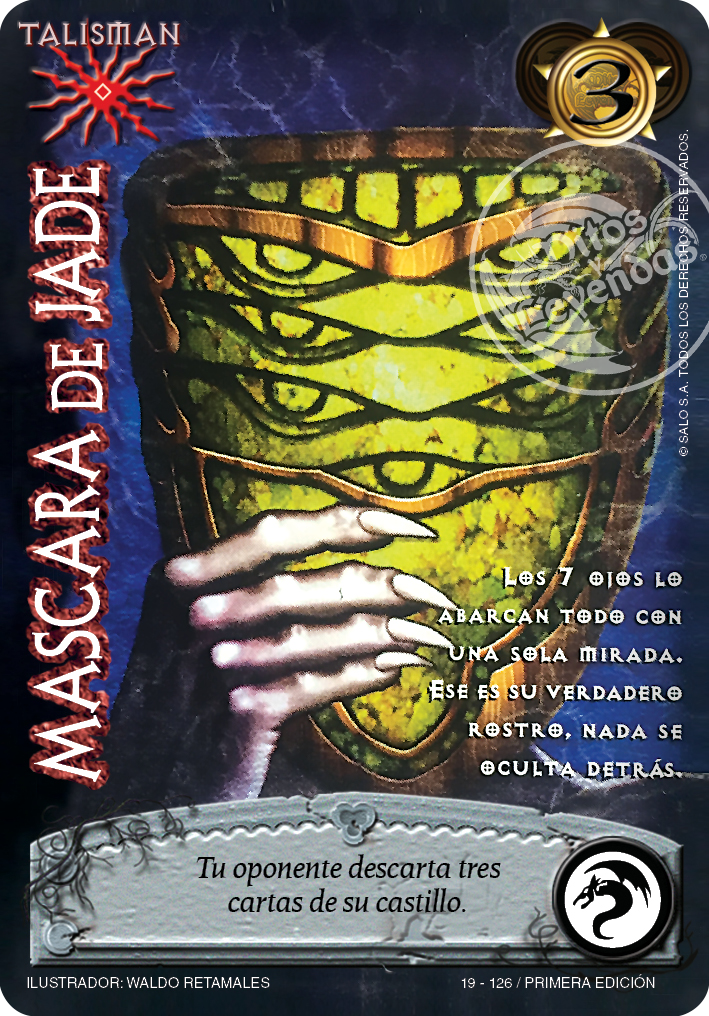 TALISMAN
3
MASCARA DE JADE
Mitos y Leyendas
®
© SALO S.A. TODOS LOS DERECHOS RESERVADOS.
Los 7 ojos lo
abarcan todo con
una sola mirada.
Ese es su verdadero
rostro, nada se
oculta detrás.
Tu oponente descarta tres
cartas de su castillo.
ILUSTRADOR: WALDO RETAMALES
19 - 126 / PRIMERA EDICIÓN